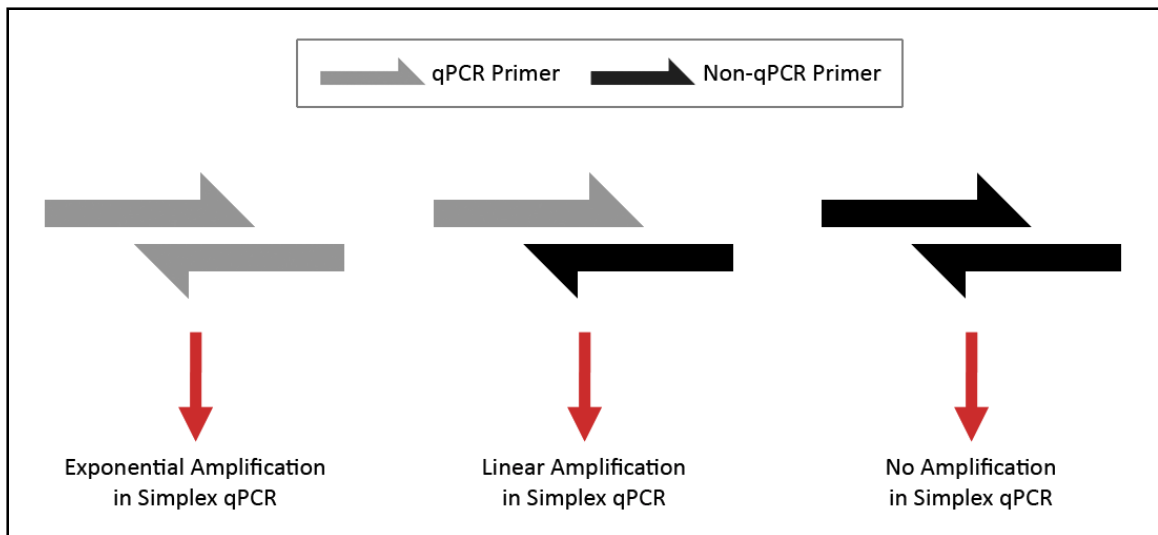 qPCR Primer
Non-qPCR Primer
Exponential Amplification
in Simplex qPCR
Linear Amplification
in Simplex qPCR
No Amplification
in Simplex qPCR